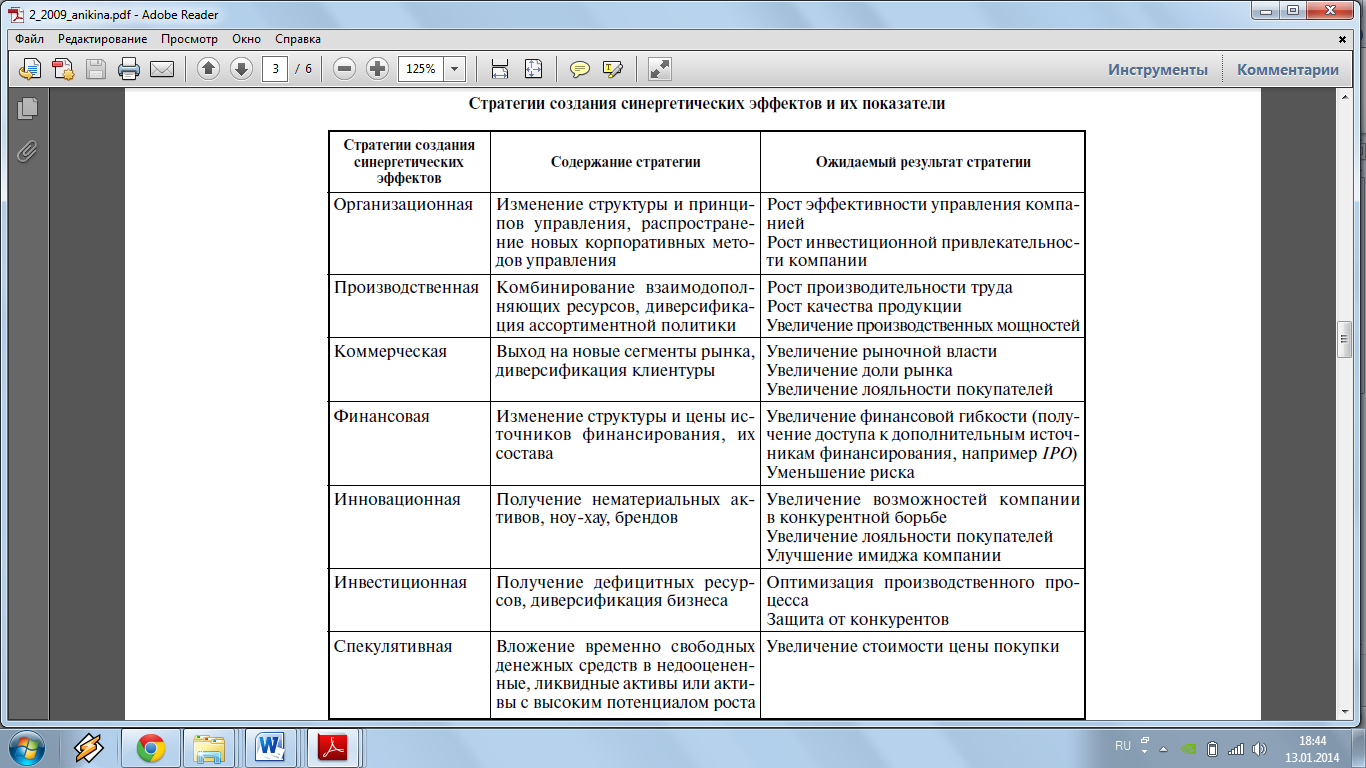 2_2009_anikina.pdf - Adobe Reader
Файл Редактирование Просмотр Окно Справка
3 / 6 125% Инструменты Комментарии
Стратегии создания синергетических эффектов и их показатели
Стратегии создания
синергетических
эффектов
Содержание стратегии
Ожидаемый результат стратегии
Организационная
Изменение структуры и принци-
пов управления, распростране-
ние новых корпоративных мето-
дов управления
Рост эффективности управления компа-
нией
Рост инвестиционной привлекательнос-
ти компании
Производственная
Комбинирование взаимодопол-
няющих ресурсов, диверсифика-
ция ассортиментной политики
Рост производительности труда
Рост качества продукции
Увеличение производственных мощностей
Коммерческая
Выход на новые сегменты рынка,
диверсификация клиентуры
Увеличение рыночной власти
Увеличение доли рынка
Увеличение лояльности покупателей
Финансовая
Изменение структуры и цены ис-
точников финансирования, их
состава
Увеличение финансовой гибкости (полу-
чение доступа к дополнительным источ-
никам финансирования, например IPO)
Уменьшение риска
Инновационная
Получение нематериальных ак-
тивов, ноу-хау, брендов
Увеличение возможностей компании
в конкурентной борьбе
Увеличение лояльности покупателей
Улучшение имиджа компании
Инвестиционная
Получение дефицитных ресур-
сов, диверсификация бизнеса
Оптимизация производственного про-
цесса
Защита от конкурентов
Спекулятивная
Вложение временно свободных
денежных средств в недооценен-
ные, ликвидные активы или акти-
вы с высоким потенциалом роста
Увеличение стоимости цены покупки
RU
18:44
13.01.2014